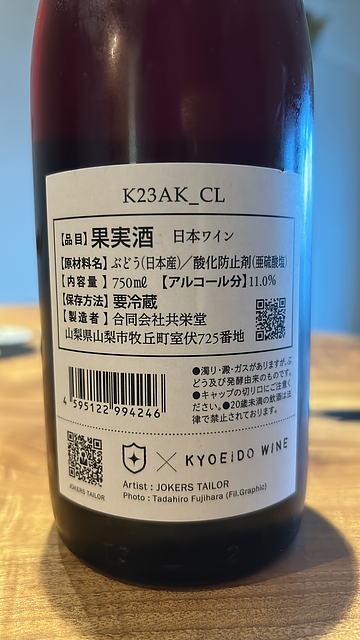 K23AK_CL
【品目】果実酒 日本ワイン
【原材料名】ぶどう(日本産)／酸化防止剤(亜硫酸塩)
【内容量】750mℓ 【アルコール分】11.0%
【保存方法】要冷蔵
【製造者】合同会社共栄堂
山梨県山梨市牧丘町室伏725番地
●濁り・澱・ガスがありますが、ぶ
どう及び発酵由来のものです。
●キャップの切り口にご注意く
ださい。●20歳未満の飲酒は法
律で禁止されております。
4 595122 994246
JOKERS TAILOR
× KYOEiDO WINE
Artist : JOKERS TAILOR
Photo : Tadahiro Fujihara (Fil,Graphic)